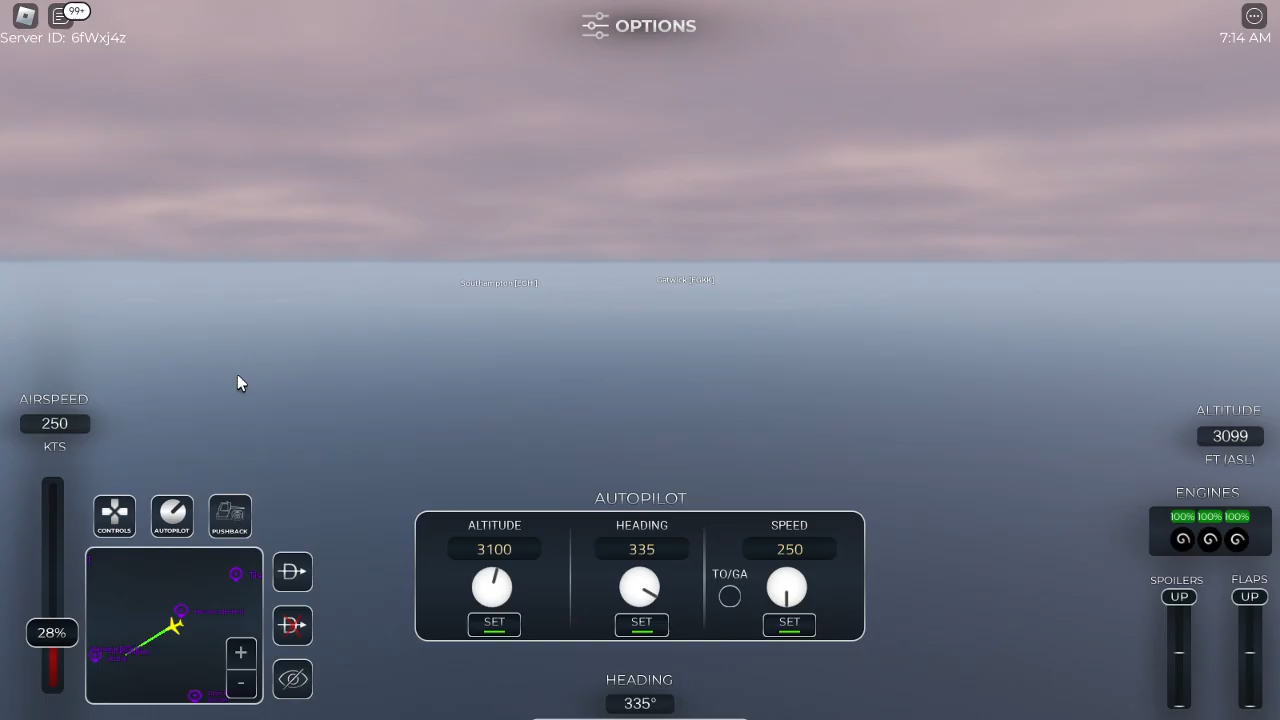 99+
OPTIONS
Server ID: 6fWxj4z
7:14 AM
Southampton
Gatwick [EGKK]
AIRSPEED
250
KTS
ALTITUDE
3099
FT (ASL)
ENGINES
100% 100% 100%
SPOILERS
FLAPS
UP
UP
CONTROLS
AUTOPILOT
PUSHBACK
28%
+
-
AUTOPILOT
ALTITUDE
HEADING
SPEED
3100
335
250
TO/GA
SET
SET
SET
HEADING
335°